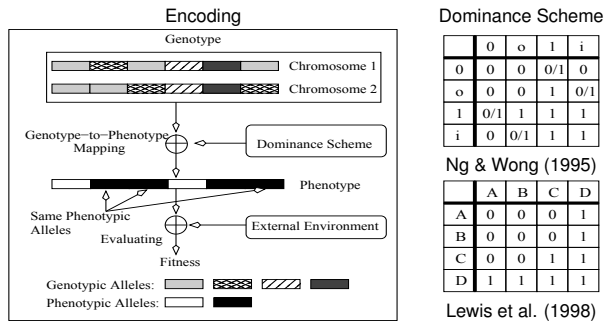 Encoding
Genotype
Chromosome 1
Chromosome 2
Genotype-to-Phenotype
Mapping
Dominance Scheme
Phenotype
Same Phenotypic
Alleles
Evaluating
External Environment
Fitness
Genotypic Alleles:
Phenotypic Alleles:
Dominance Scheme
0 o 1 i
0 0 0 0/1 0
o 0 0 1 0/1
1 0/1 1 1 1
i 0 0/1 1 1
Ng & Wong (1995)
A B C D
A 0 0 0 1
B 0 0 0 1
C 0 0 1 1
D 1 1 1 1
Lewis et al. (1998)